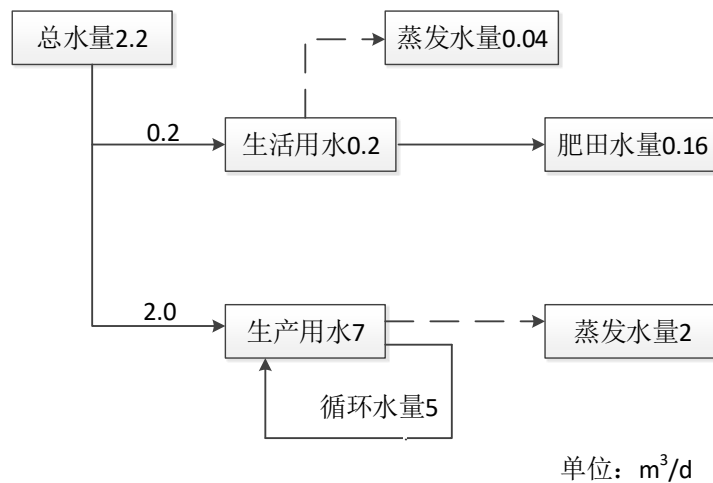 总水量2.2
蒸发水量0.04
0.2
生活用水0.2
肥田水量0.16
2.0
生产用水7
蒸发水量2
循环水量5
单位：m³/d